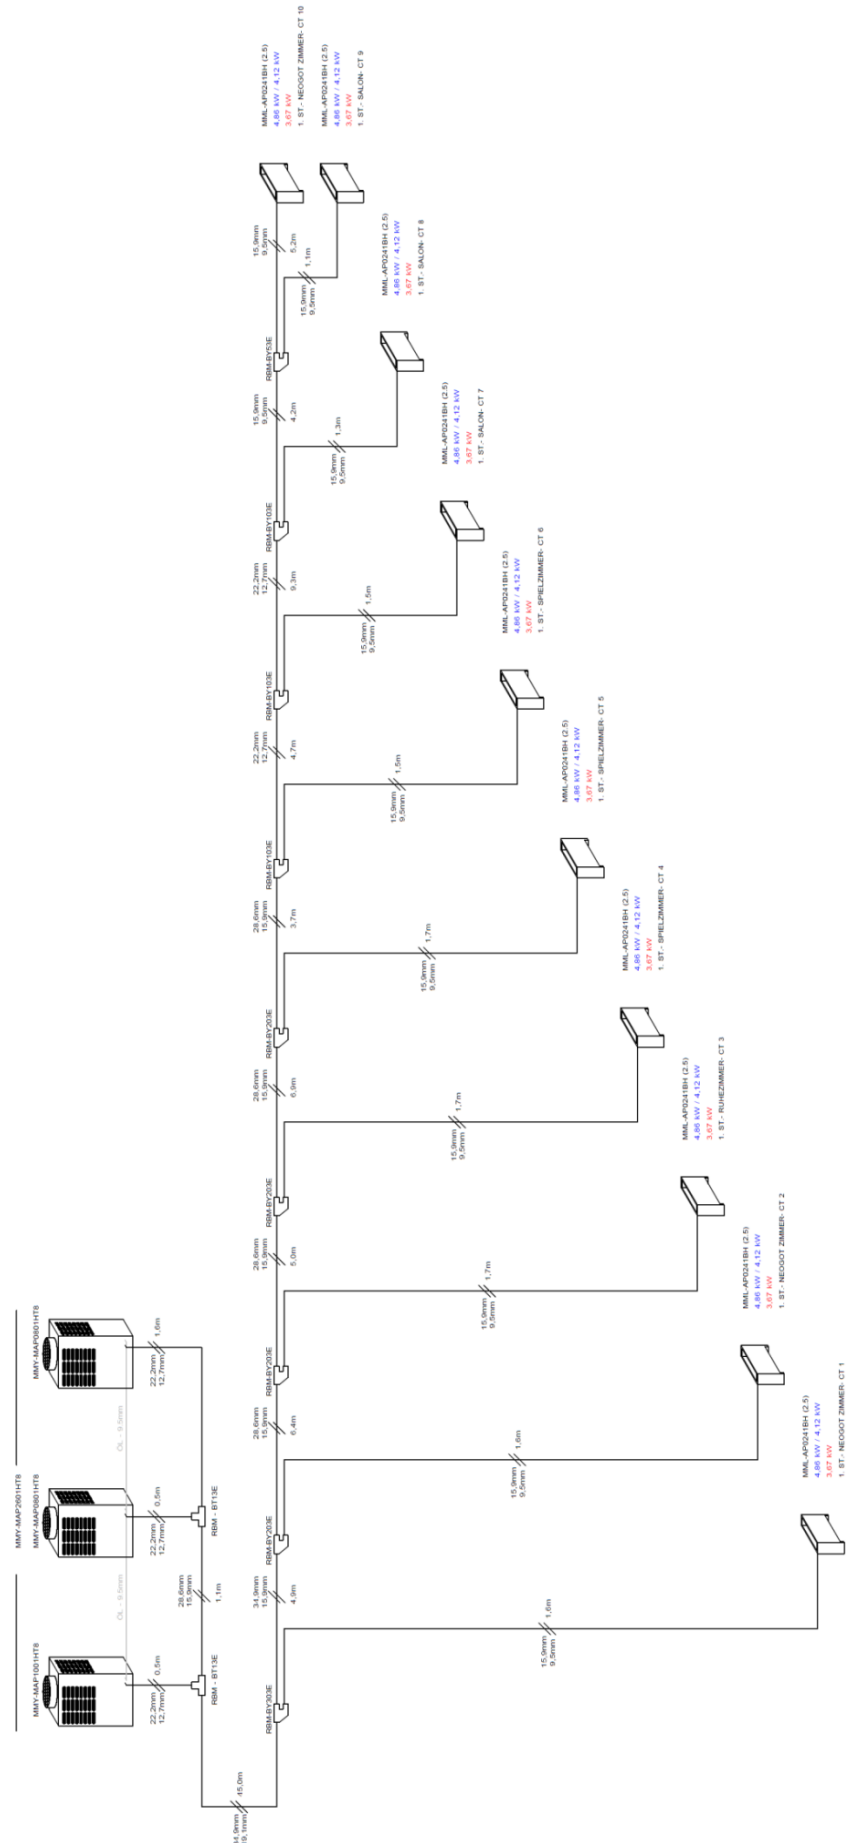 MMY-MAP2601HT8
MMY-MAP1001HT8
MMY-MAP0801HT8
MMY-MAP0801HT8
ÖL - 9.5mm
ÖL - 9.5mm
22,2mm
12,7mm
0,5m
22,2mm
12,7mm
0,5m
22,2mm
12,7mm
1,6m
RBM - BT13E
28,6mm
15,9mm
1,1m
RBM - BT13E
34,9mm
19,1mm
45,0m
RBM-BY303E
34,9mm
15,9mm
4,9m
RBM-BY203E
28,6mm
15,9mm
6,4m
RBM-BY203E
28,6mm
15,9mm
5,0m
RBM-BY203E
28,6mm
15,9mm
6,9m
RBM-BY203E
28,6mm
15,9mm
3,7m
RBM-BY103E
22,2mm
12,7mm
4,7m
RBM-BY103E
22,2mm
12,7mm
9,3m
RBM-BY103E
15,9mm
9,5mm
4,2m
RBM-BY53E
15,9mm
9,5mm
5,2m
MML-AP0241BH (2.5)
4,86 kW / 4,12 kW
3,67 kW
1. ST.- NEOGOT ZIMMER- CT 10
15,9mm
9,5mm
1,1m
MML-AP0241BH (2.5)
4,86 kW / 4,12 kW
3,67 kW
1. ST.- SALON- CT 9
15,9mm
9,5mm
1,3m
MML-AP0241BH (2.5)
4,86 kW / 4,12 kW
3,67 kW
1. ST.- SALON- CT 8
15,9mm
9,5mm
1,5m
MML-AP0241BH (2.5)
4,86 kW / 4,12 kW
3,67 kW
1. ST.- SALON- CT 7
15,9mm
9,5mm
1,5m
MML-AP0241BH (2.5)
4,86 kW / 4,12 kW
3,67 kW
1. ST.- SPIELZIMMER- CT 6
15,9mm
9,5mm
1,7m
MML-AP0241BH (2.5)
4,86 kW / 4,12 kW
3,67 kW
1. ST.- SPIELZIMMER- CT 5
15,9mm
9,5mm
1,7m
MML-AP0241BH (2.5)
4,86 kW / 4,12 kW
3,67 kW
1. ST.- SPIELZIMMER- CT 4
15,9mm
9,5mm
1,7m
MML-AP0241BH (2.5)
4,86 kW / 4,12 kW
3,67 kW
1. ST.- RUHEZIMMER- CT 3
15,9mm
9,5mm
1,6m
MML-AP0241BH (2.5)
4,86 kW / 4,12 kW
3,67 kW
1. ST.- NEOGOT ZIMMER- CT 2
15,9mm
9,5mm
1,6m
MML-AP0241BH (2.5)
4,86 kW / 4,12 kW
3,67 kW
1. ST.- NEOGOT ZIMMER- CT 1